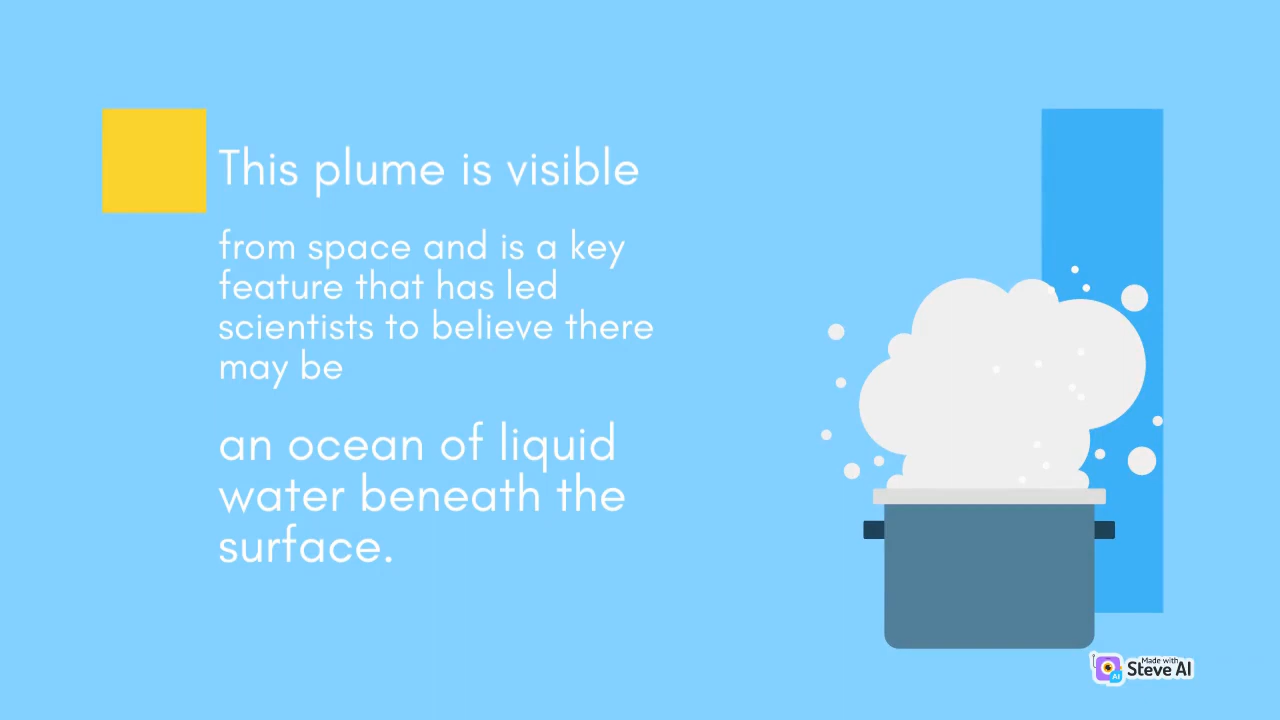 This plume is visible
from space and is a key
feature that has led
scientists to believe there
may be
an ocean of liquid
water beneath the
surface.
Made with
AI
Steve AI